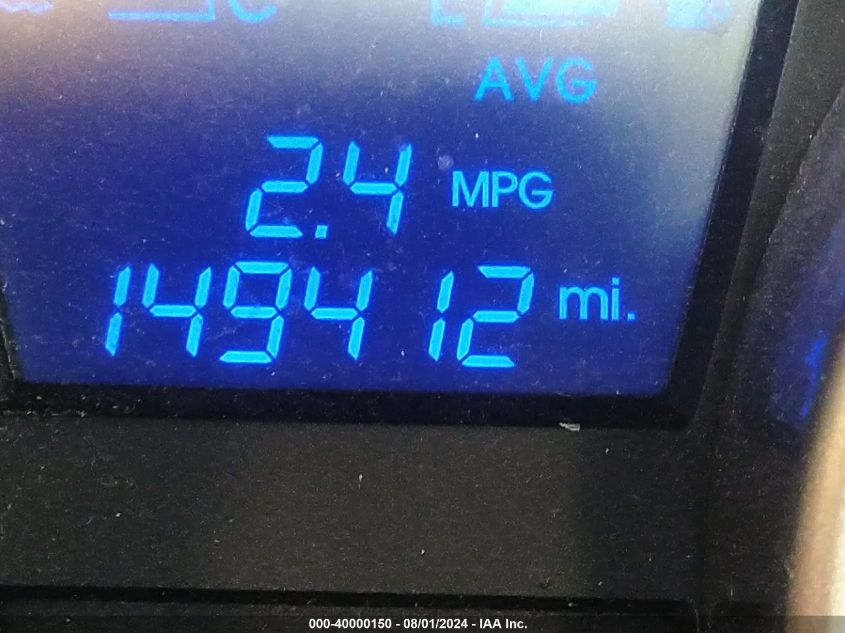 AVG
2.4 MPG
149412 mi.
000-40000150 - 08/01/2024 - IAA Inc.